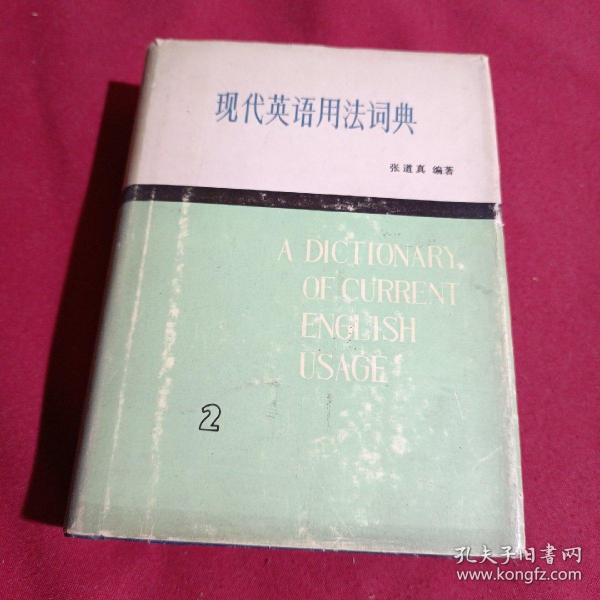 现代英语用法词典
张道真 编著
A DICTIONARY
OF CURRENT
ENGLISH
USAGE
2
孔夫子旧書网
www.kongfz.com